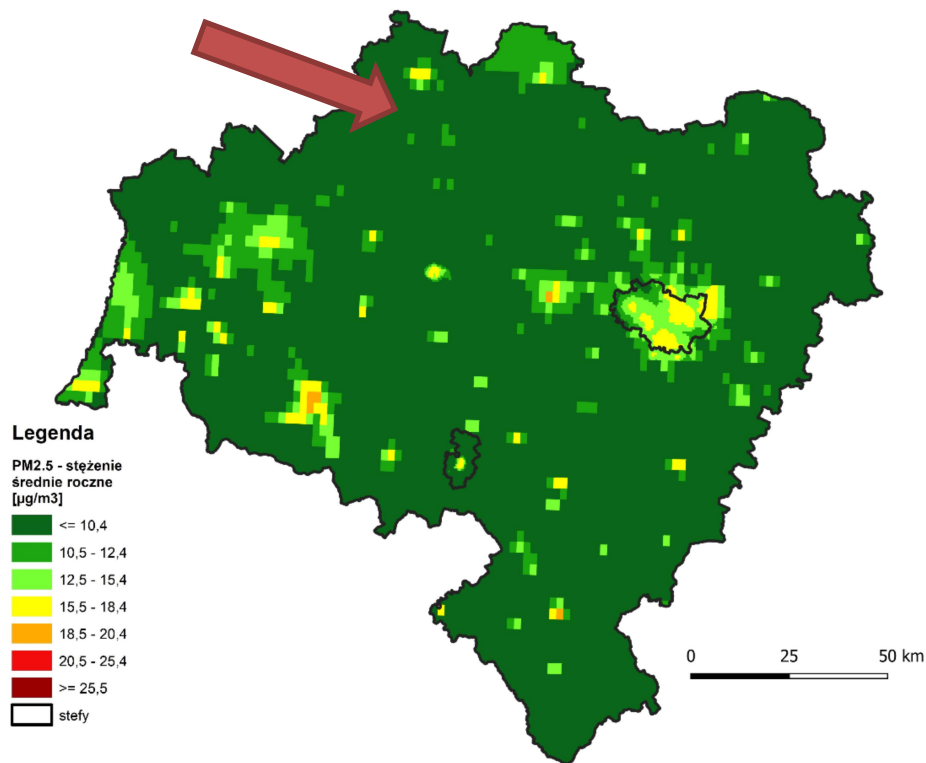 Legenda
PM2.5 - stężenie
średnie roczne
[µg/m3]
<= 10,4
10,5 - 12,4
12,5 - 15,4
15,5 - 18,4
18,5 - 20,4
20,5 - 25,4
>= 25,5
stefy
0 25 50 km